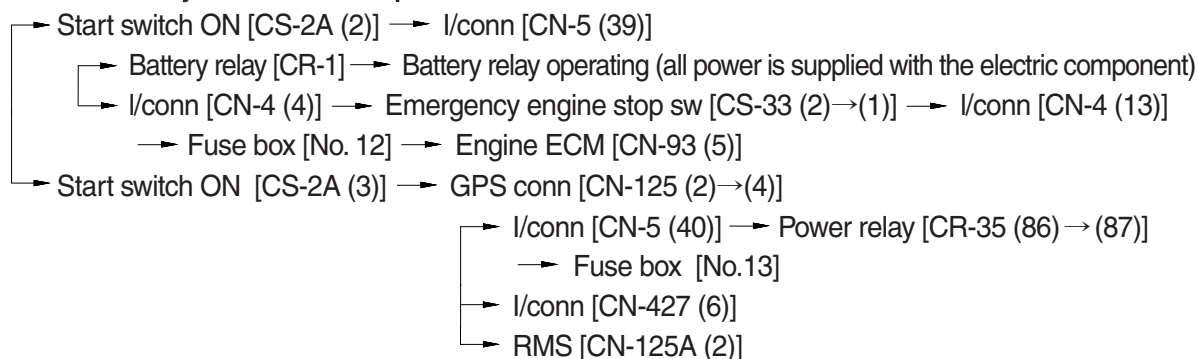 Start switch ON [CS-2A (2)] → I/conn [CN-5 (39)]
Battery relay [CR-1] → Battery relay operating (all power is supplied with the electric component)
I/conn [CN-4 (4)] → Emergency engine stop sw [CS-33 (2)→(1)] → I/conn [CN-4 (13)]
→ Fuse box [No. 12] → Engine ECM [CN-93 (5)]
Start switch ON [CS-2A (3)] → GPS conn [CN-125 (2)→(4)]
I/conn [CN-5 (40)] → Power relay [CR-35 (86) →(87)]
→ Fuse box [No.13]
I/conn [CN-427 (6)]
RMS [CN-125A (2)]